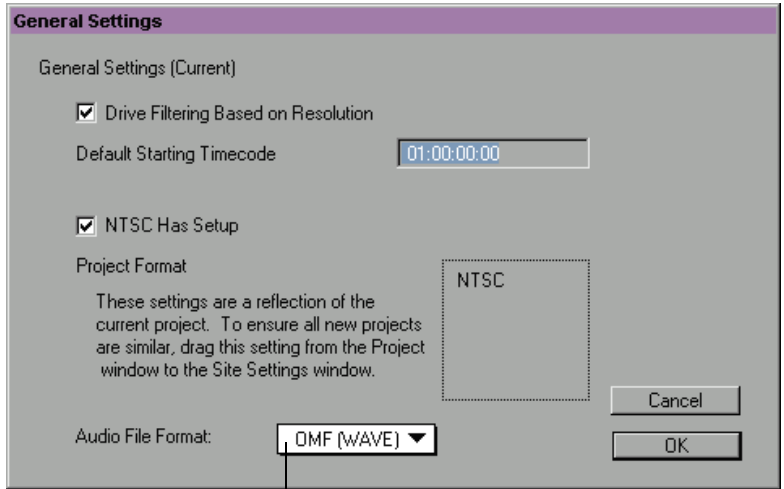 General Settings
General Settings (Current)
Drive Filtering Based on Resolution
Default Starting Timecode 01:00:00:00
NTSC Has Setup
Project Format
NTSC
These settings are a reflection of the
current project. To ensure all new projects
are similar, drag this setting from the Project
window to the Site Settings window.
Cancel
Audio File Format: OMF (WAVE)
OK